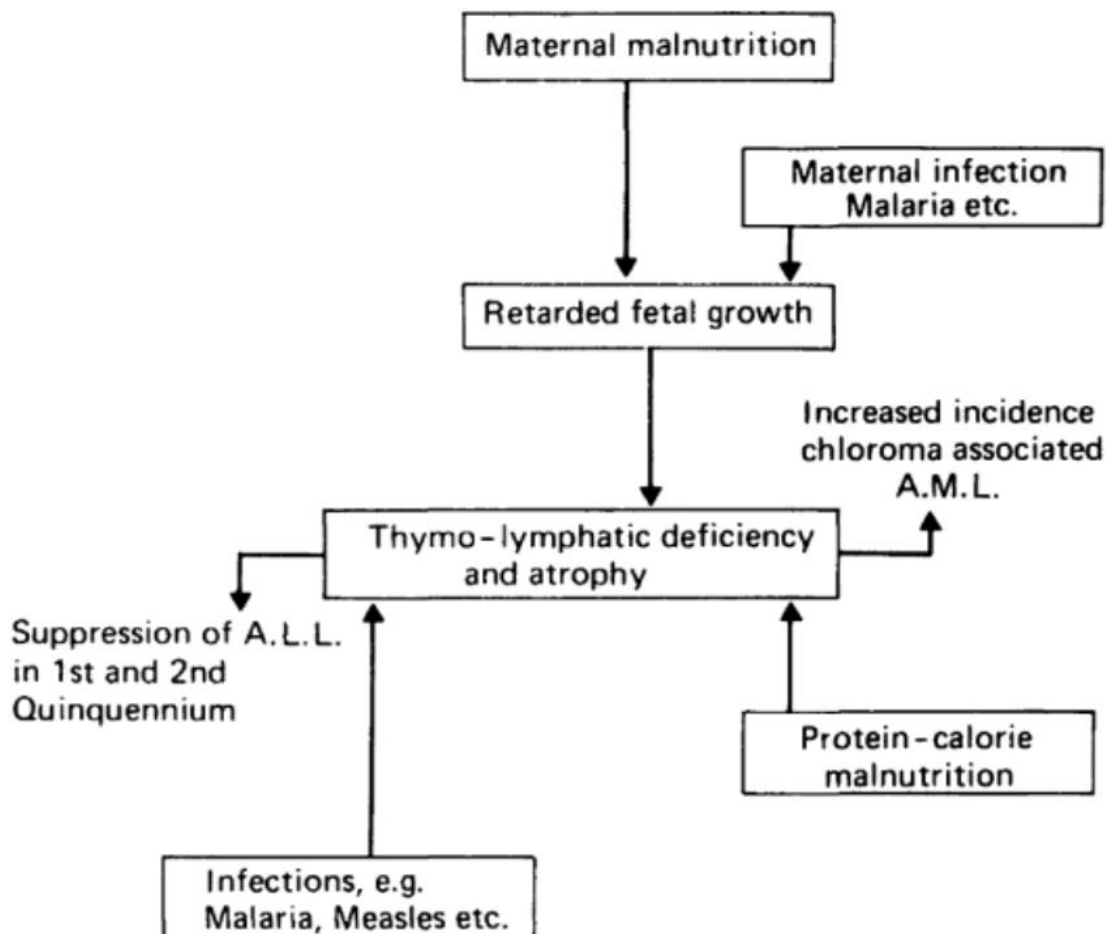 Maternal malnutrition
Maternal infection
Malaria etc.
Retarded fetal growth
Increased incidence
chloroma associated
A.M.L.
Thymo-lymphatic deficiency
and atrophy
Suppression of A.L.L.
in 1st and 2nd
Quinquennium
Protein-calorie
malnutrition
Infections, e.g.
Malaria, Measles etc.